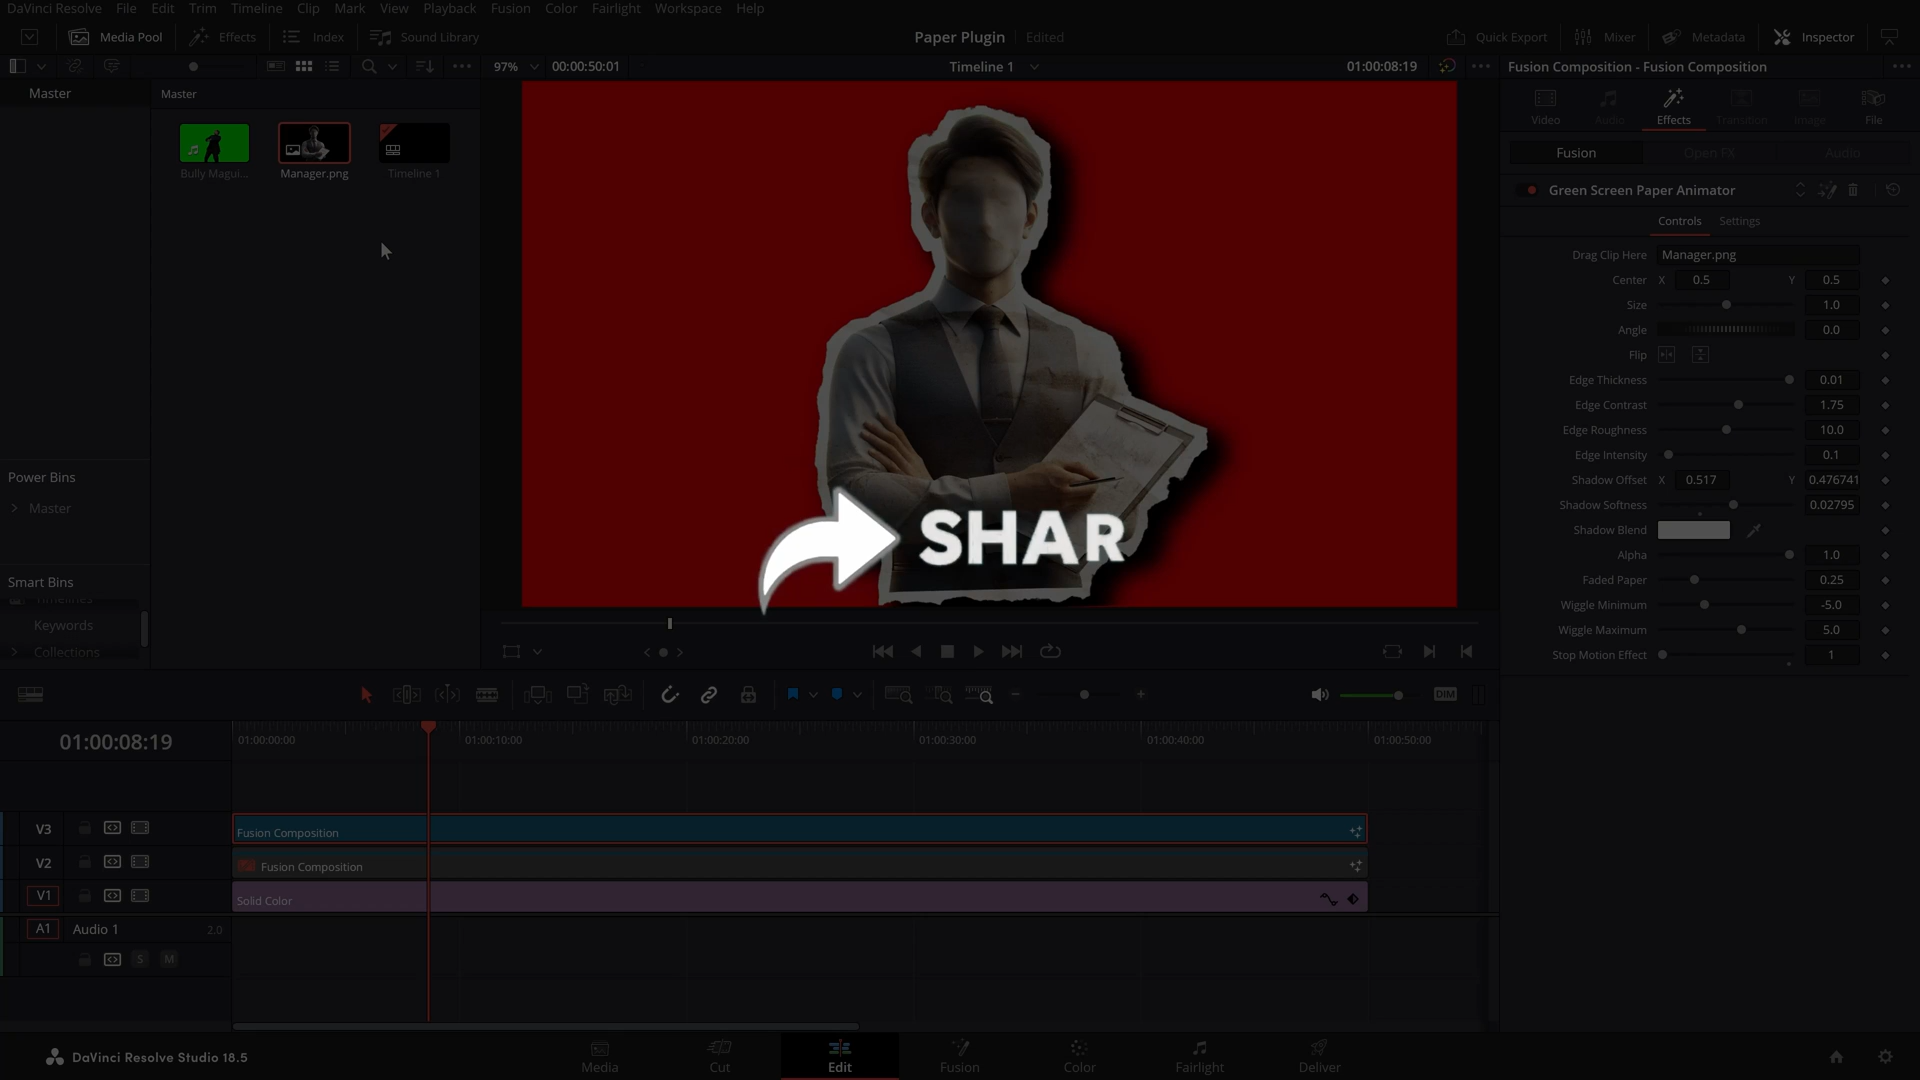 DaVinci Resolve File Edit Trim Timeline Clip Mark View Playback Fusion Color Fairlight Workspace Help
Media Pool Effects Index Sound Library Paper Plugin Edited Quick Export Mixer Metadata Inspector
97% 00:00:50:01 Timeline 1 01:00:08:19 Fusion Composition - Fusion Composition
Master Master
Video Audio Effects Transition Image File
Fusion Open FX Audio
Bully Magui... Manager.png Timeline 1
Green Screen Paper Animator
Controls Settings
Drag Clip Here Manager.png
Center X 0.5 Y 0.5
Size 1.0
Angle 0.0
Flip
Edge Thickness 0.01
Edge Contrast 1.75
Edge Roughness 10.0
Edge Intensity 0.1
Shadow Offset X 0.517 Y 0.476741
Shadow Softness 0.02795
Shadow Blend
Alpha 1.0
Faded Paper 0.25
Wiggle Minimum -5.0
Wiggle Maximum 5.0
Stop Motion Effect 1
Power Bins
Master
Smart Bins
Timelines
Keywords
Collections
SHAR
DIM
01:00:08:19 01:00:00:00 01:00:10:00 01:00:20:00 01:00:30:00 01:00:40:00 01:00:50:00
V3 Fusion Composition
V2 Fusion Composition
V1 Solid Color
A1 Audio 1 2.0
S M
DaVinci Resolve Studio 18.5 Media Cut Edit Fusion Color Fairlight Deliver